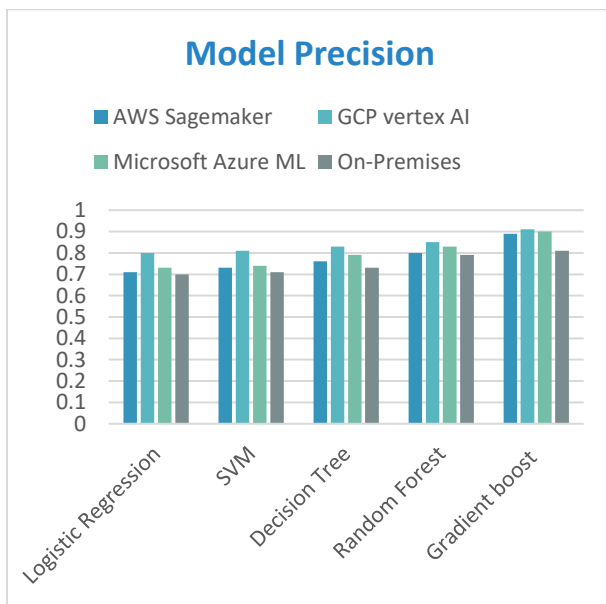 Model Precision
AWS Sagemaker GCP vertex AI
Microsoft Azure ML On-Premises
1
0.9
0.8
0.7
0.6
0.5
0.4
0.3
0.2
0.1
0
Logistic Regression
SVM
Decision Tree
Random Forest
Gradient boost